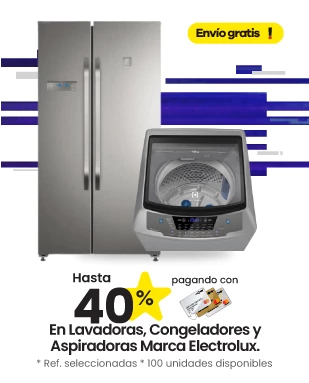 Envío gratis !
Hasta
40%
pagando con
En Lavadoras, Congeladores y
Aspiradoras Marca Electrolux.
* Ref. seleccionadas * 100 unidades disponibles